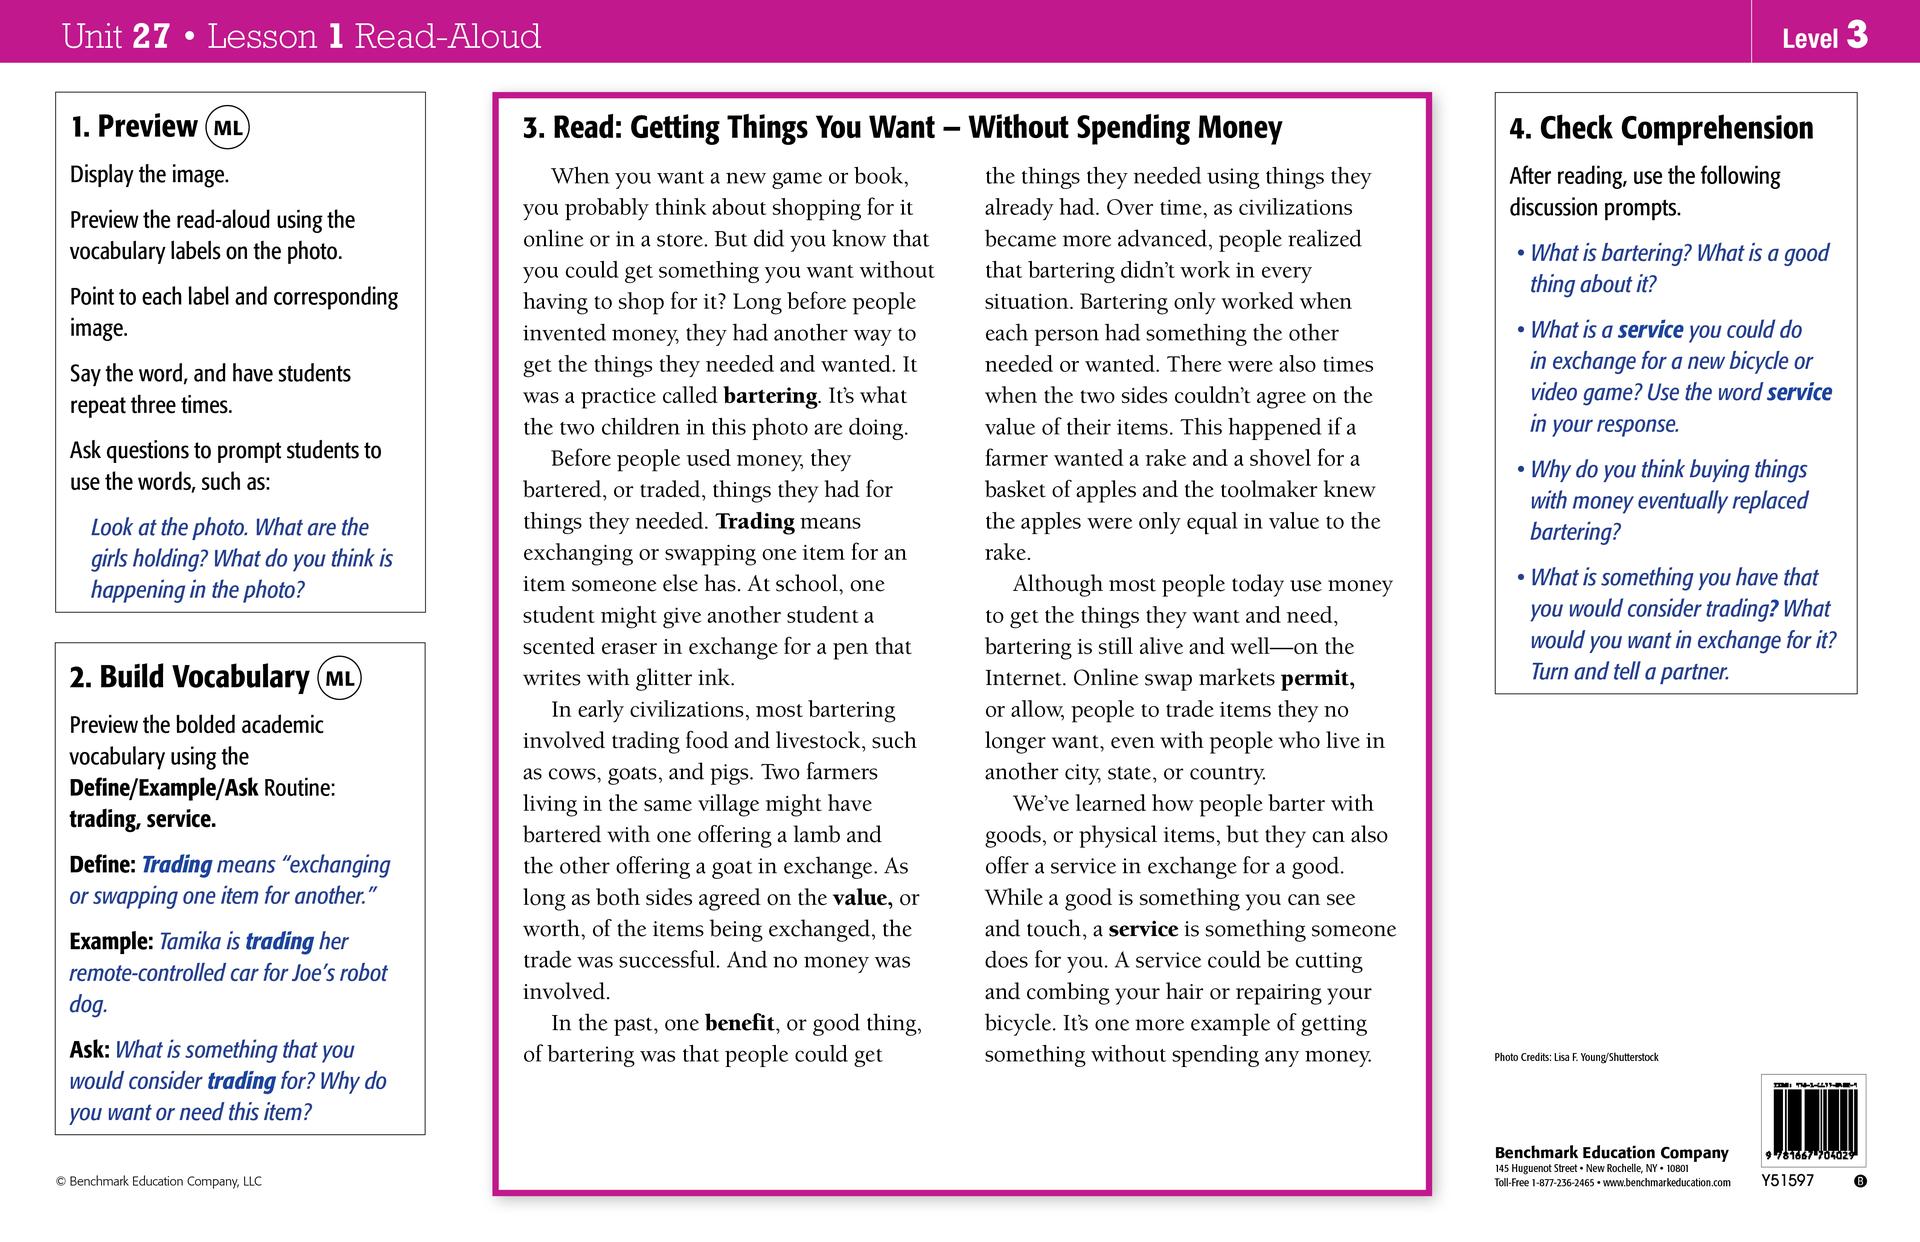 Unit 27 • Lesson 1 Read-Aloud
Level 3
1. Preview ML
Display the image.
Preview the read-aloud using the
vocabulary labels on the photo.
Point to each label and corresponding
image.
Say the word, and have students
repeat three times.
Ask questions to prompt students to
use the words, such as:
Look at the photo. What are the
girls holding? What do you think is
happening in the photo?
2. Build Vocabulary ML
Preview the bolded academic
vocabulary using the
Define/Example/Ask Routine:
trading, service.
Define: Trading means “exchanging
or swapping one item for another.”
Example: Tamika is trading her
remote-controlled car for Joe’s robot
dog.
Ask: What is something that you
would consider trading for? Why do
you want or need this item?
© Benchmark Education Company, LLC
3. Read: Getting Things You Want – Without Spending Money
When you want a new game or book,
you probably think about shopping for it
online or in a store. But did you know that
you could get something you want without
having to shop for it? Long before people
invented money, they had another way to
get the things they needed and wanted. It
was a practice called bartering. It’s what
the two children in this photo are doing.
Before people used money, they
bartered, or traded, things they had for
things they needed. Trading means
exchanging or swapping one item for an
item someone else has. At school, one
student might give another student a
scented eraser in exchange for a pen that
writes with glitter ink.
In early civilizations, most bartering
involved trading food and livestock, such
as cows, goats, and pigs. Two farmers
living in the same village might have
bartered with one offering a lamb and
the other offering a goat in exchange. As
long as both sides agreed on the value, or
worth, of the items being exchanged, the
trade was successful. And no money was
involved.
In the past, one benefit, or good thing,
of bartering was that people could get
the things they needed using things they
already had. Over time, as civilizations
became more advanced, people realized
that bartering didn’t work in every
situation. Bartering only worked when
each person had something the other
needed or wanted. There were also times
when the two sides couldn’t agree on the
value of their items. This happened if a
farmer wanted a rake and a shovel for a
basket of apples and the toolmaker knew
the apples were only equal in value to the
rake.
Although most people today use money
to get the things they want and need,
bartering is still alive and well—on the
Internet. Online swap markets permit,
or allow, people to trade items they no
longer want, even with people who live in
another city, state, or country.
We’ve learned how people barter with
goods, or physical items, but they can also
offer a service in exchange for a good.
While a good is something you can see
and touch, a service is something someone
does for you. A service could be cutting
and combing your hair or repairing your
bicycle. It’s one more example of getting
something without spending any money.
4. Check Comprehension
After reading, use the following
discussion prompts.
• What is bartering? What is a good
thing about it?
• What is a service you could do
in exchange for a new bicycle or
video game? Use the word service
in your response.
• Why do you think buying things
with money eventually replaced
bartering?
• What is something you have that
you would consider trading? What
would you want in exchange for it?
Turn and tell a partner.
Photo Credits: Lisa F. Young/Shutterstock
Benchmark Education Company
145 Huguenot Street • New Rochelle, NY • 10801
Toll-Free 1-877-236-2465 • www.benchmarkeducation.com
9 781667 704029
Y51597
B